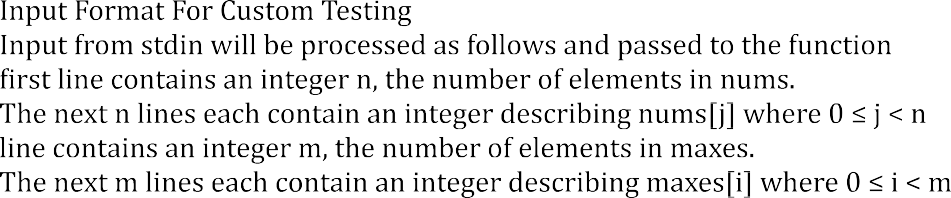 Input Format For Custom Testing
Input from stdin will be processed as follows and passed to the function
first line contains an integer n, the number of elements in nums.
The next n lines each contain an integer describing nums[j] where 0 ≤ j < n
line contains an integer m, the number of elements in maxes.
The next m lines each contain an integer describing maxes[i] where 0 ≤ i < m